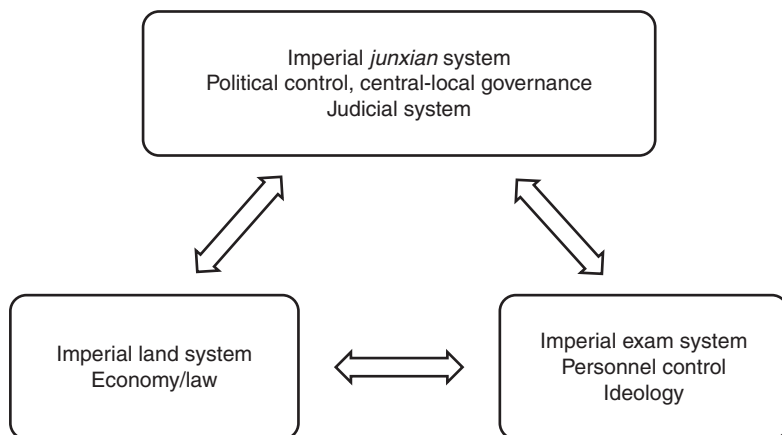 Imperial junxian system
Political control, central-local governance
Judicial system
Imperial land system
Economy/law
Imperial exam system
Personnel control
Ideology